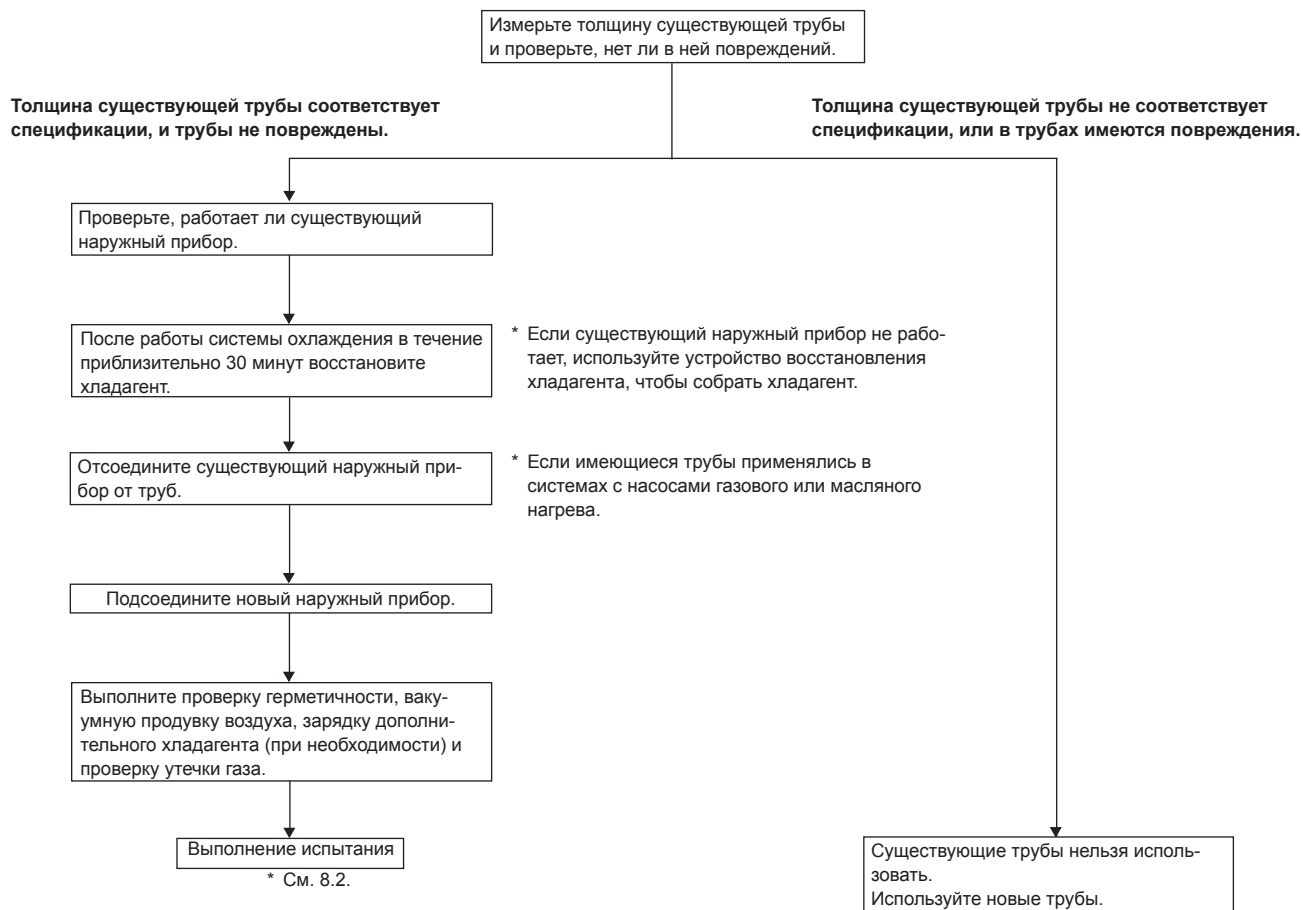 Измерьте толщину существующей трубы
и проверьте, нет ли в ней повреждений.
Толщина существующей трубы соответствует
спецификации, и трубы не повреждены.
Толщина существующей трубы не соответствует
спецификации, или в трубах имеются повреждения.
Проверьте, работает ли существующий
наружный прибор.
После работы системы охлаждения в течение
приблизительно 30 минут восстановите
хладагент.
* Если существующий наружный прибор не рабо-
тает, используйте устройство восстановления
хладагента, чтобы собрать хладагент.
Отсоедините существующий наружный при-
бор от труб.
* Если имеющиеся трубы применялись в
системах с насосами газового или масляного
нагрева.
Подсоедините новый наружный прибор.
Выполните проверку герметичности, ваку-
умную продувку воздуха, зарядку дополни-
тельного хладагента (при необходимости) и
проверку утечки газа.
Выполнение испытания
* См. 8.2.
Существующие трубы нельзя исполь-
зовать.
Используйте новые трубы.